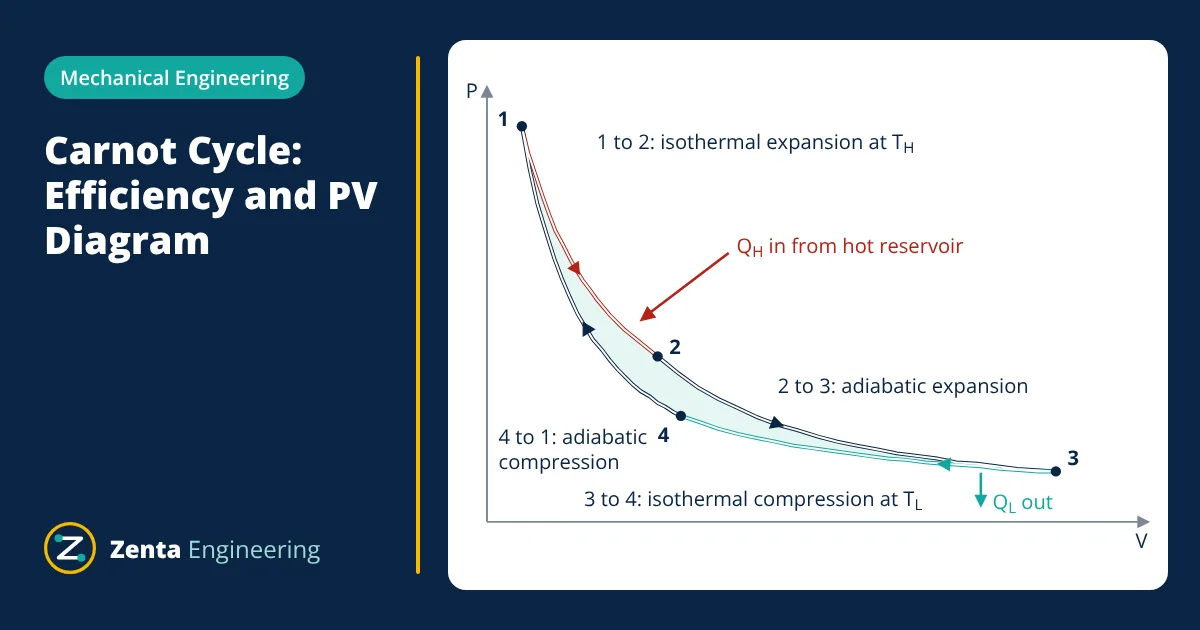 Mechanical Engineering
Carnot Cycle:
Efficiency and PV
Diagram
Zenta Engineering
P
1
1 to 2: isothermal expansion at TH
QH in from hot reservoir
2
2 to 3: adiabatic expansion
4 to 1: adiabatic
compression
4
3
3 to 4: isothermal compression at TL
QL out
V